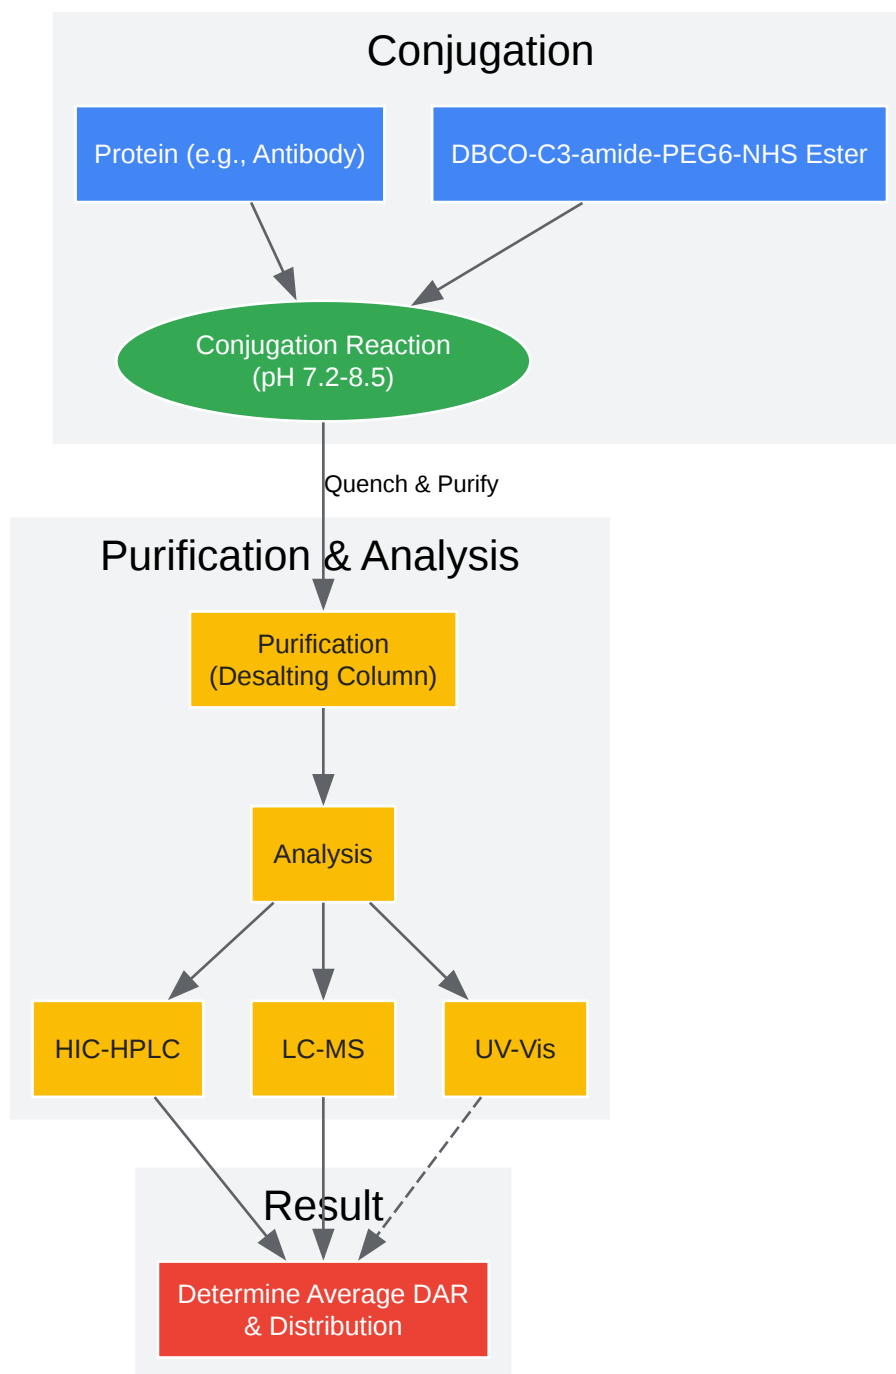 Conjugation
Protein (e.g., Antibody)
DBCO-C3-amide-PEG6-NHS Ester
Conjugation Reaction
(pH 7.2-8.5)
Quench & Purify
Purification & Analysis
Purification
(Desalting Column)
Analysis
HIC-HPLC
LC-MS
UV-Vis
Result
Determine Average DAR
& Distribution